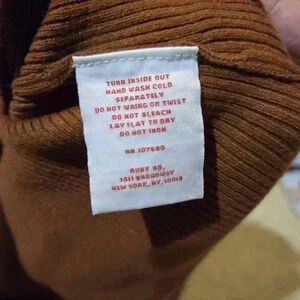 TURN INSIDE OUT
HAND WASH COLD
SEPARATELY
DO NOT WRING OR TWIST
DO NOT BLEACH
LAY FLAT TO DRY
DO NOT IRON
RN 107680
RUBY RD.
1411 BROADWAY
NEW YORK, NY, 10018